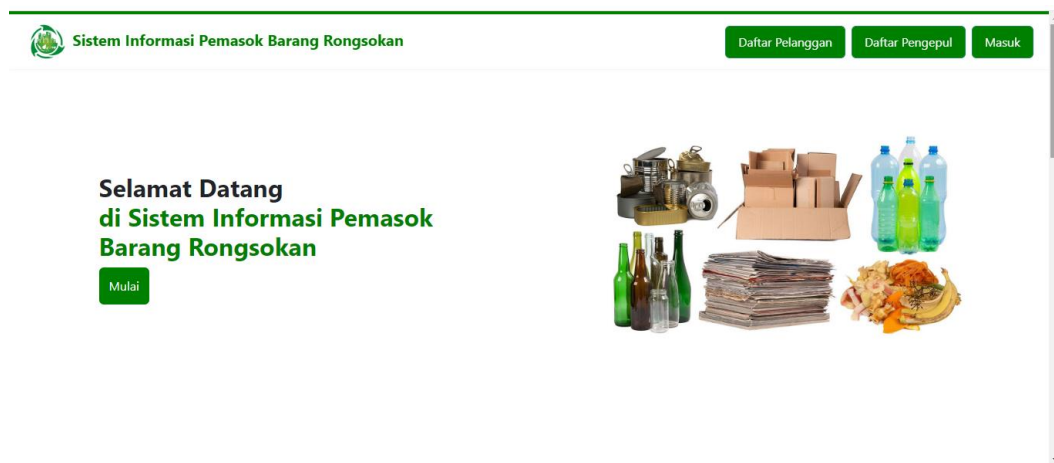 Sistem Informasi Pemasok Barang Rongsokan
Daftar Pelanggan
Daftar Pengepul
Masuk
Selamat Datang
di Sistem Informasi Pemasok
Barang Rongsokan
Mulai